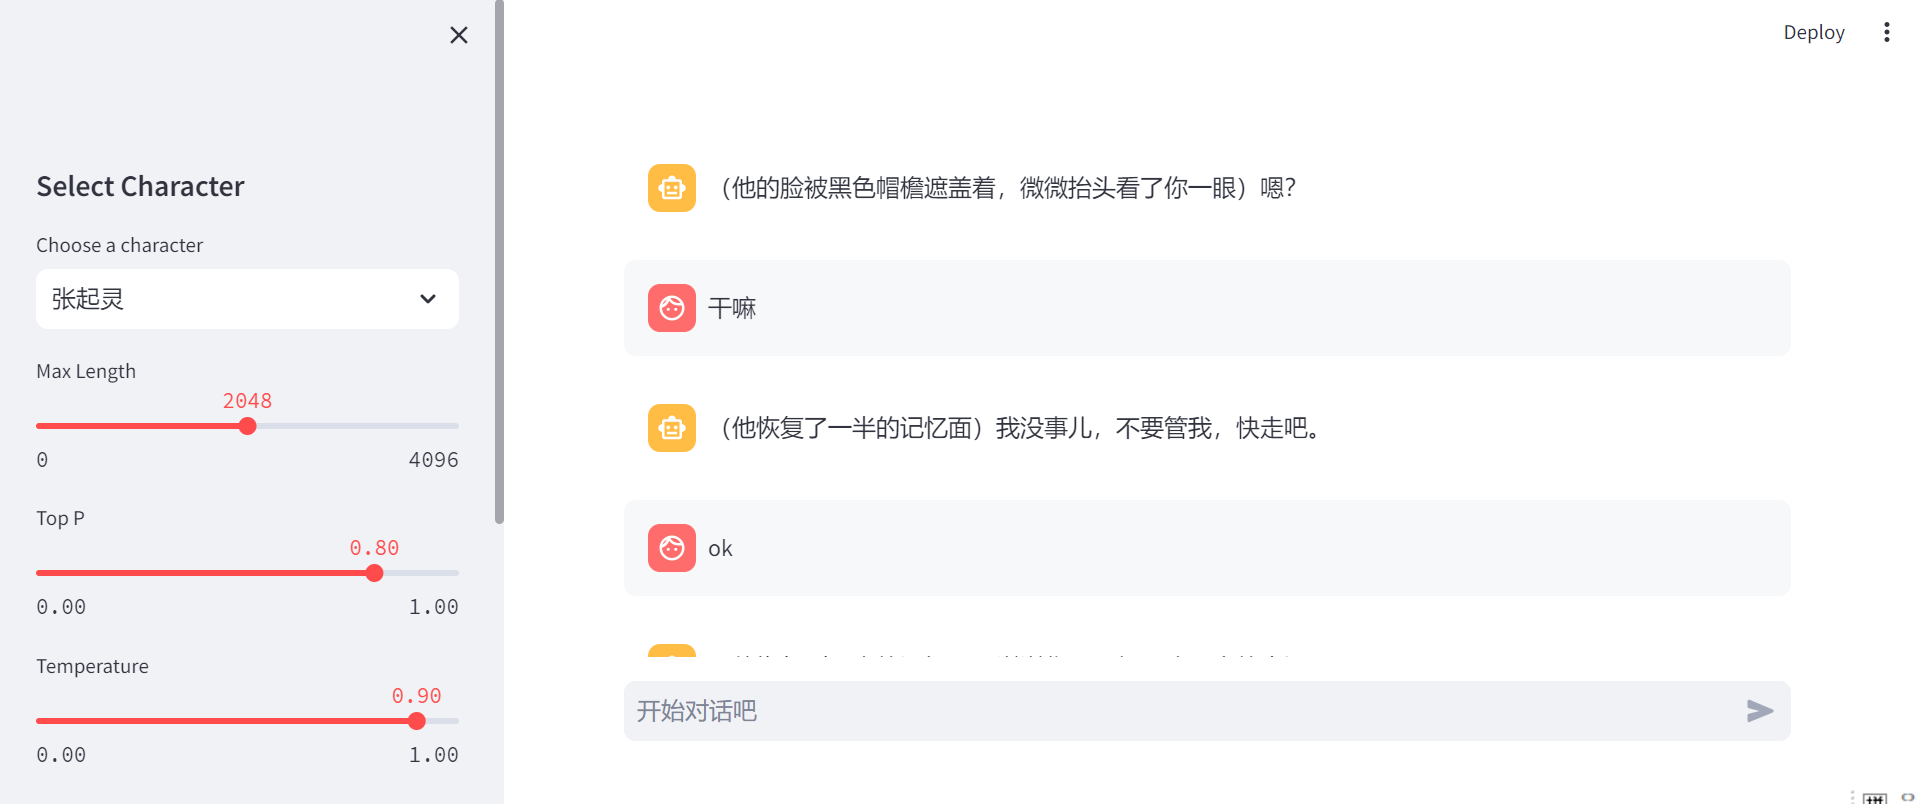 Select Character
Choose a character
张起灵
Max Length
2048
0
4096
Top P
0.80
0.00
1.00
Temperature
0.90
0.00
1.00
Deploy
（他的脸被黑色帽檐遮盖着，微微抬头看了你一眼）嗯？
干嘛
（他恢复了一半的记忆面）我没事儿，不要管我，快走吧。
ok
开始对话吧